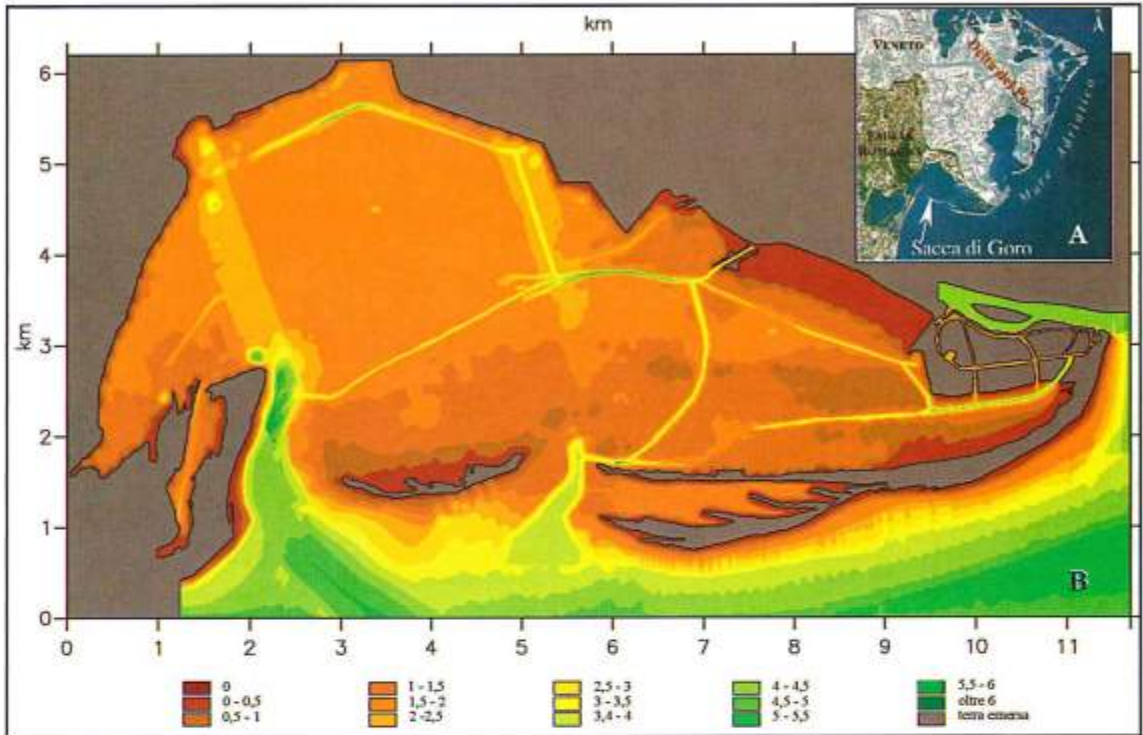 km
VENETO
Delta del Po
Mare Adriatico
Sacca di Goro
A
km
6
5
4
3
2
1
0
B
0 1 2 3 4 5 6 7 8 9 10 11
0 1 - 1,5 2,5 - 3 4 - 4,5 5,5 - 6
0 - 0,5 1,5 - 2 3 - 3,5 4,5 - 5 oltre 6
0,5 - 1 2 - 2,5 3,4 - 4 5 - 5,5 terra emersa